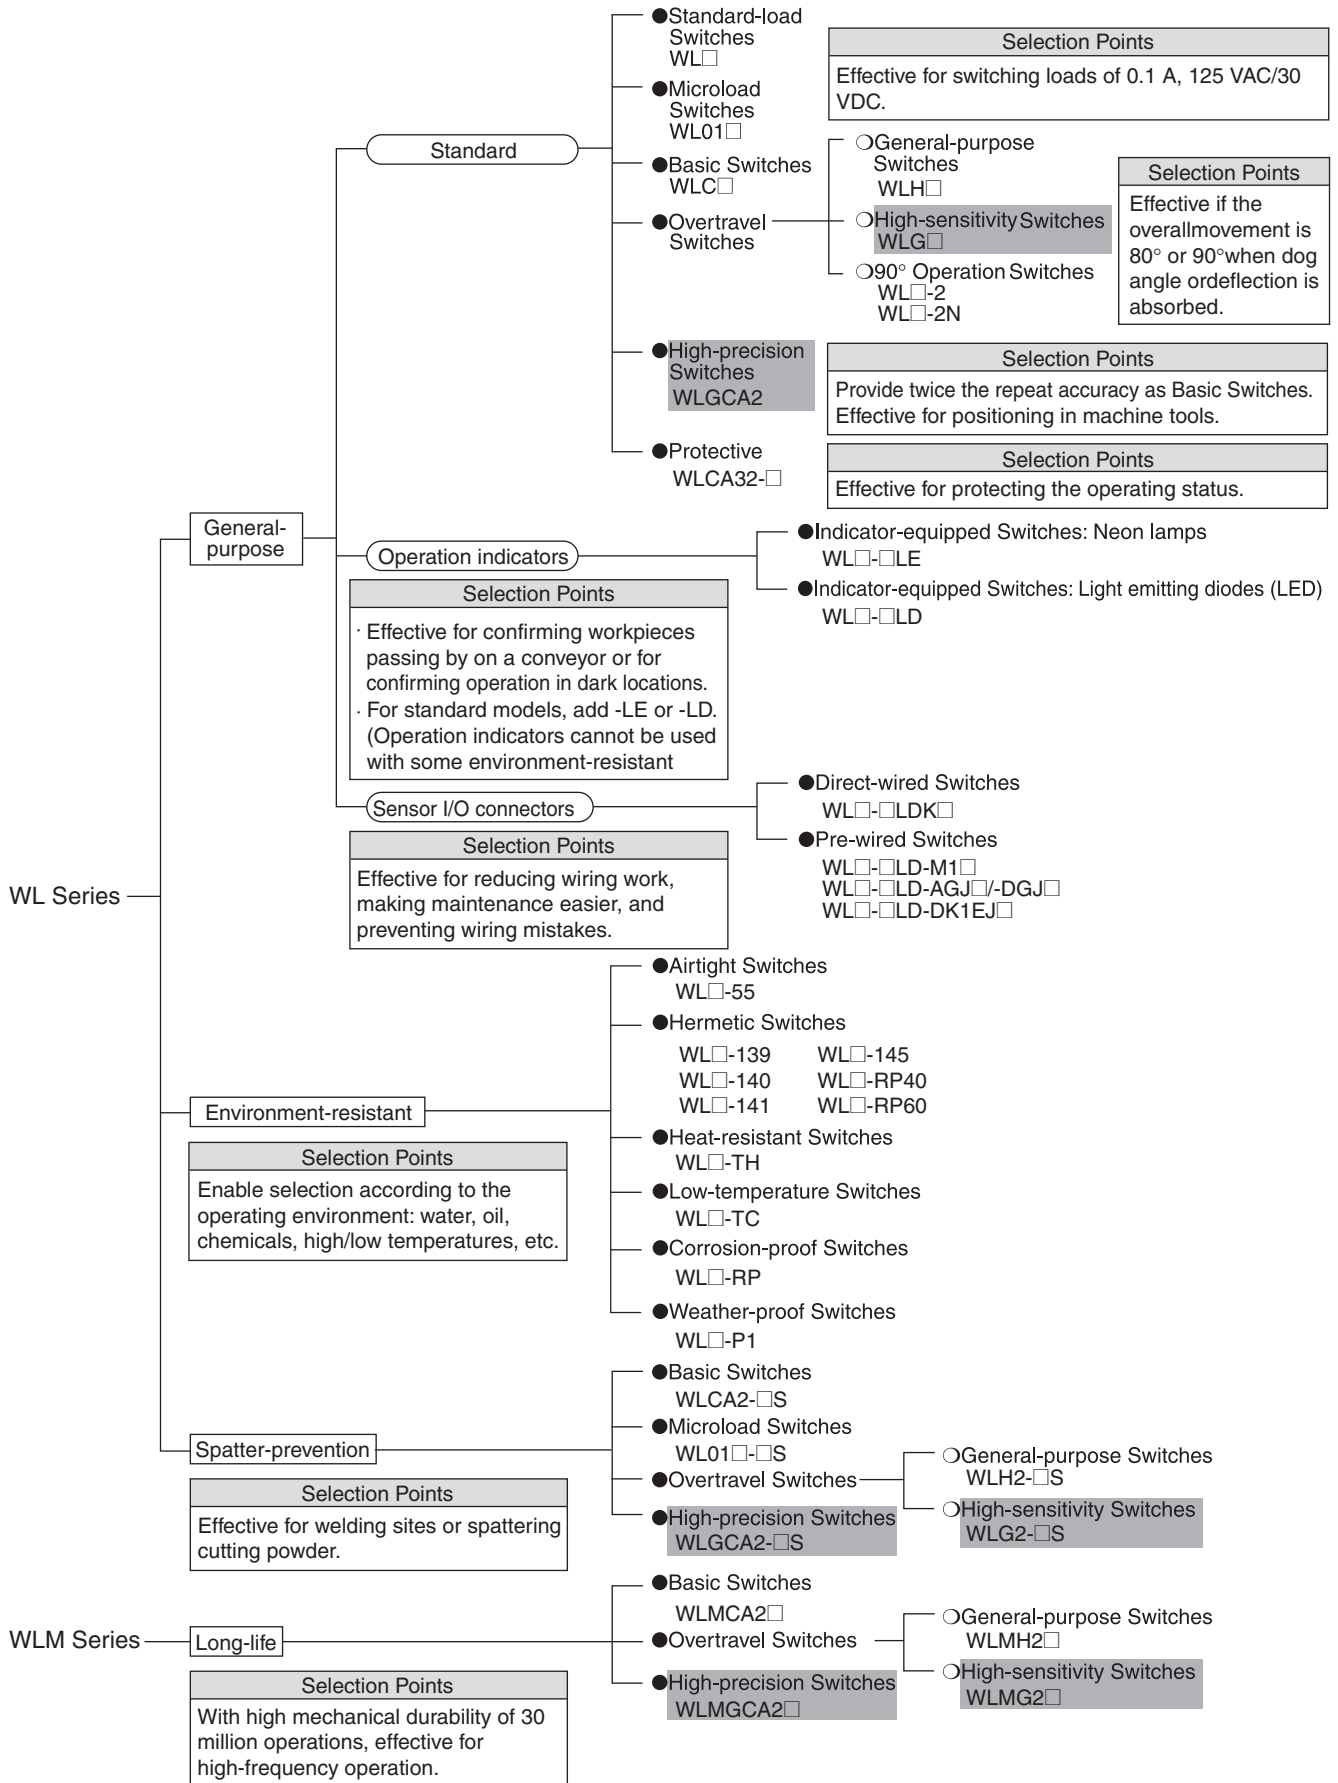 ●Standard-load
Switches
WL□
Selection Points
Effective for switching loads of 0.1 A, 125 VAC/30
VDC.
●Microload
Switches
WL01□
Standard
●Basic Switches
WLC□
●Overtravel
Switches
❍General-purpose
Switches
WLH□
❍High-sensitivity Switches
WLG□
❍90° Operation Switches
WL□-2
WL□-2N
Selection Points
Effective if the
overallmovement is
80° or 90°when dog
angle ordeflection is
absorbed.
●High-precision
Switches
WLGCA2
Selection Points
Provide twice the repeat accuracy as Basic Switches.
Effective for positioning in machine tools.
●Protective
WLCA32-□
Selection Points
Effective for protecting the operating status.
General-
purpose
Operation indicators
●Indicator-equipped Switches: Neon lamps
WL□-□LE
●Indicator-equipped Switches: Light emitting diodes (LED)
WL□-□LD
Selection Points
· Effective for confirming workpieces
passing by on a conveyor or for
confirming operation in dark locations.
· For standard models, add -LE or -LD.
(Operation indicators cannot be used
with some environment-resistant
Sensor I/O connectors
●Direct-wired Switches
WL□-□LDK□
●Pre-wired Switches
WL□-□LD-M1□
WL□-□LD-AGJ□/-DGJ□
WL□-□LD-DK1EJ□
Selection Points
Effective for reducing wiring work,
making maintenance easier, and
preventing wiring mistakes.
WL Series
●Airtight Switches
WL□-55
●Hermetic Switches
WL□-139 WL□-145
WL□-140 WL□-RP40
WL□-141 WL□-RP60
Environment-resistant
●Heat-resistant Switches
WL□-TH
●Low-temperature Switches
WL□-TC
●Corrosion-proof Switches
WL□-RP
●Weather-proof Switches
WL□-P1
Selection Points
Enable selection according to the
operating environment: water, oil,
chemicals, high/low temperatures, etc.
●Basic Switches
WLCA2-□S
●Microload Switches
WL01□-□S
Spatter-prevention
●Overtravel Switches
❍General-purpose Switches
WLH2-□S
❍High-sensitivity Switches
WLG2-□S
●High-precision Switches
WLGCA2-□S
Selection Points
Effective for welding sites or spattering
cutting powder.
●Basic Switches
WLMCA2□
WLM Series
Long-life
●Overtravel Switches
❍General-purpose Switches
WLMH2□
❍High-sensitivity Switches
WLMG2□
●High-precision Switches
WLMGCA2□
Selection Points
With high mechanical durability of 30
million operations, effective for
high-frequency operation.